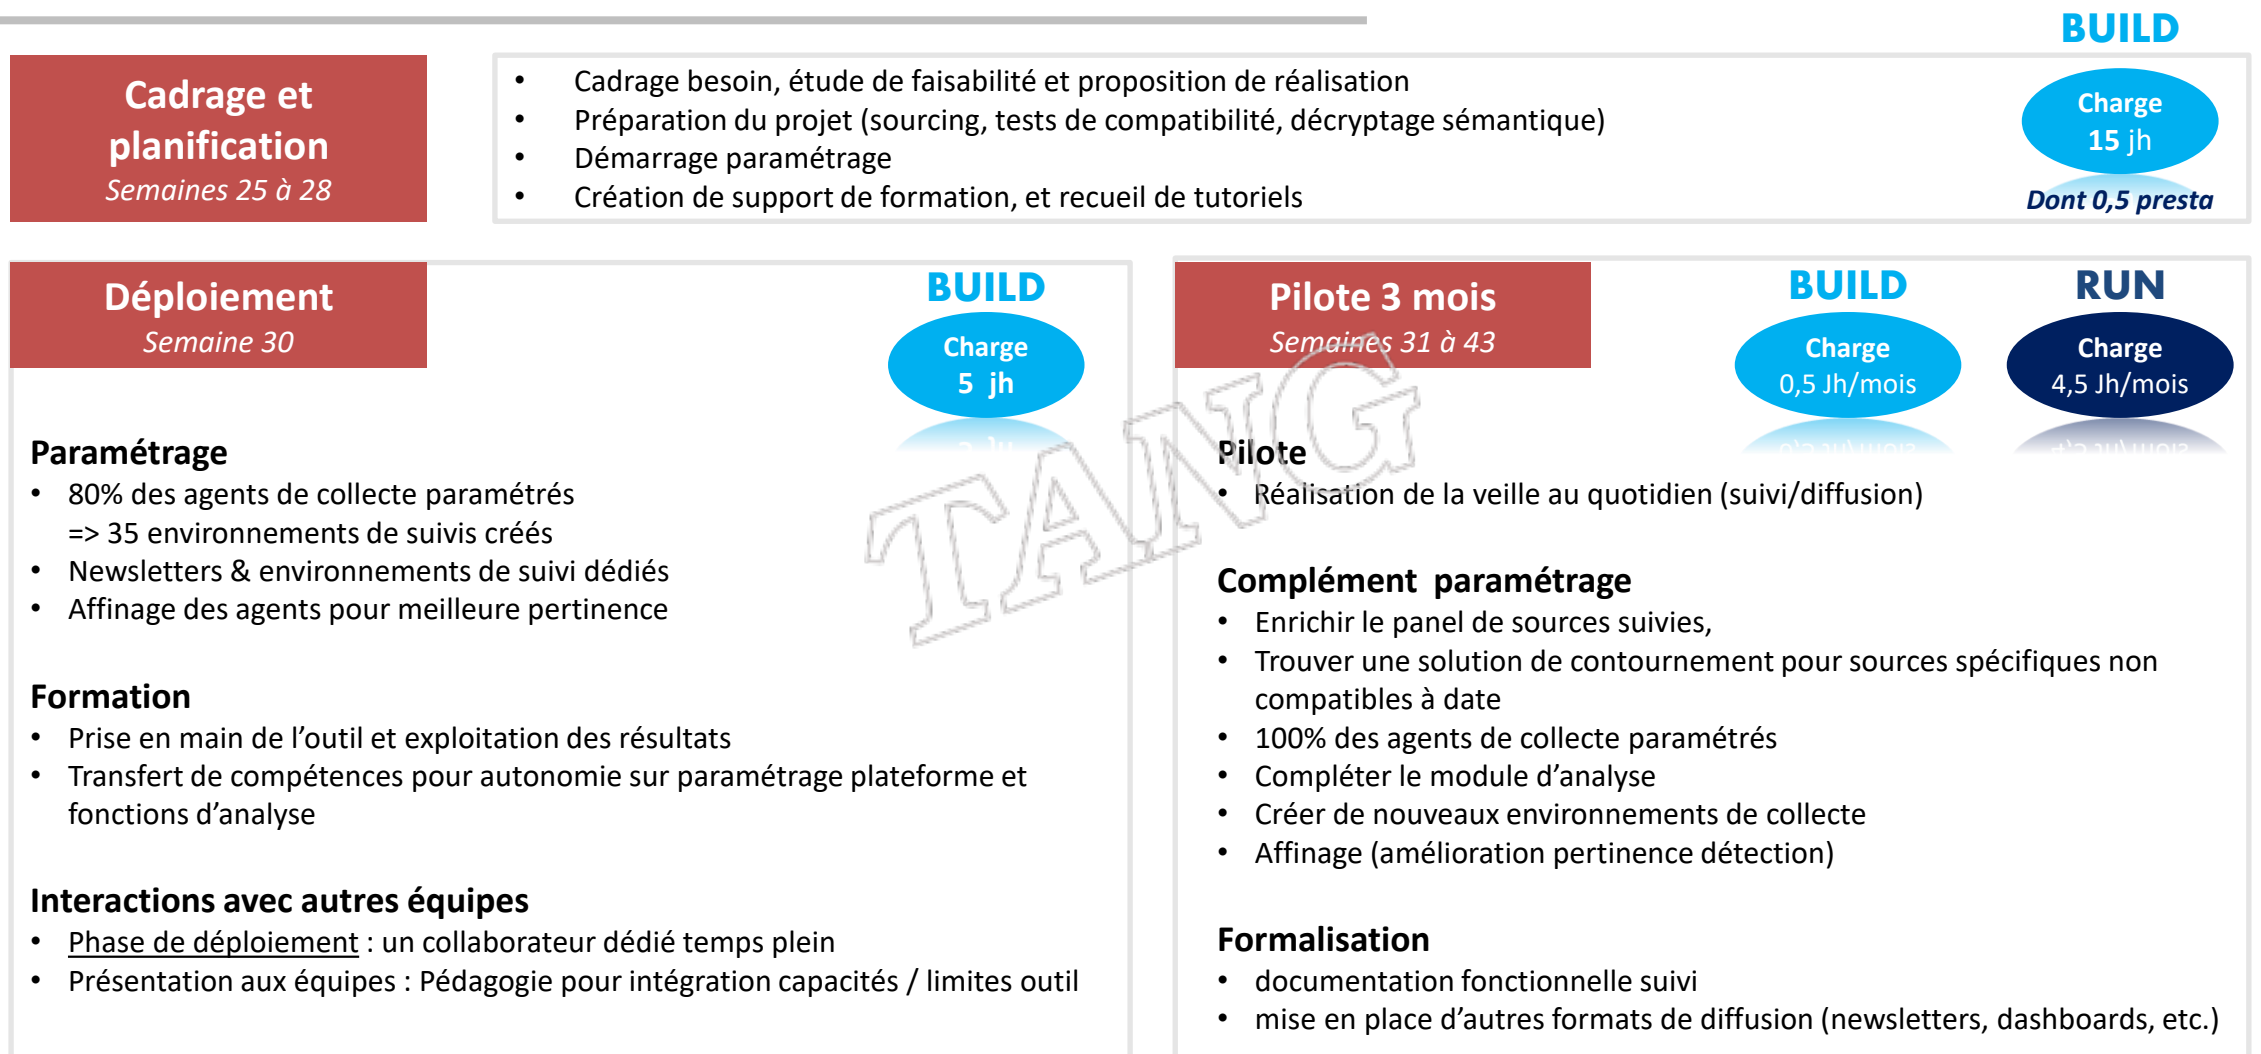 BUILD
Cadrage et
planification
Semaines 25 à 28
• Cadrage besoin, étude de faisabilité et proposition de réalisation
• Préparation du projet (sourcing, tests de compatibilité, décryptage sémantique)
• Démarrage paramétrage
• Création de support de formation, et recueil de tutoriels
Charge
15 jh
Dont 0,5 presta
Déploiement
Semaine 30
BUILD
Charge
5 jh
Paramétrage
• 80% des agents de collecte paramétrés
=> 35 environnements de suivis créés
• Newsletters & environnements de suivi dédiés
• Affinage des agents pour meilleure pertinence
Formation
• Prise en main de l’outil et exploitation des résultats
• Transfert de compétences pour autonomie sur paramétrage plateforme et
fonctions d’analyse
Interactions avec autres équipes
• Phase de déploiement : un collaborateur dédié temps plein
• Présentation aux équipes : Pédagogie pour intégration capacités / limites outil
Pilote 3 mois
Semaines 31 à 43
BUILD
Charge
0,5 Jh/mois
RUN
Charge
4,5 Jh/mois
Pilote
• Réalisation de la veille au quotidien (suivi/diffusion)
Complément paramétrage
• Enrichir le panel de sources suivies,
• Trouver une solution de contournement pour sources spécifiques non
compatibles à date
• 100% des agents de collecte paramétrés
• Compléter le module d’analyse
• Créer de nouveaux environnements de collecte
• Affinage (amélioration pertinence détection)
Formalisation
• documentation fonctionnelle suivi
• mise en place d’autres formats de diffusion (newsletters, dashboards, etc.)
TANG